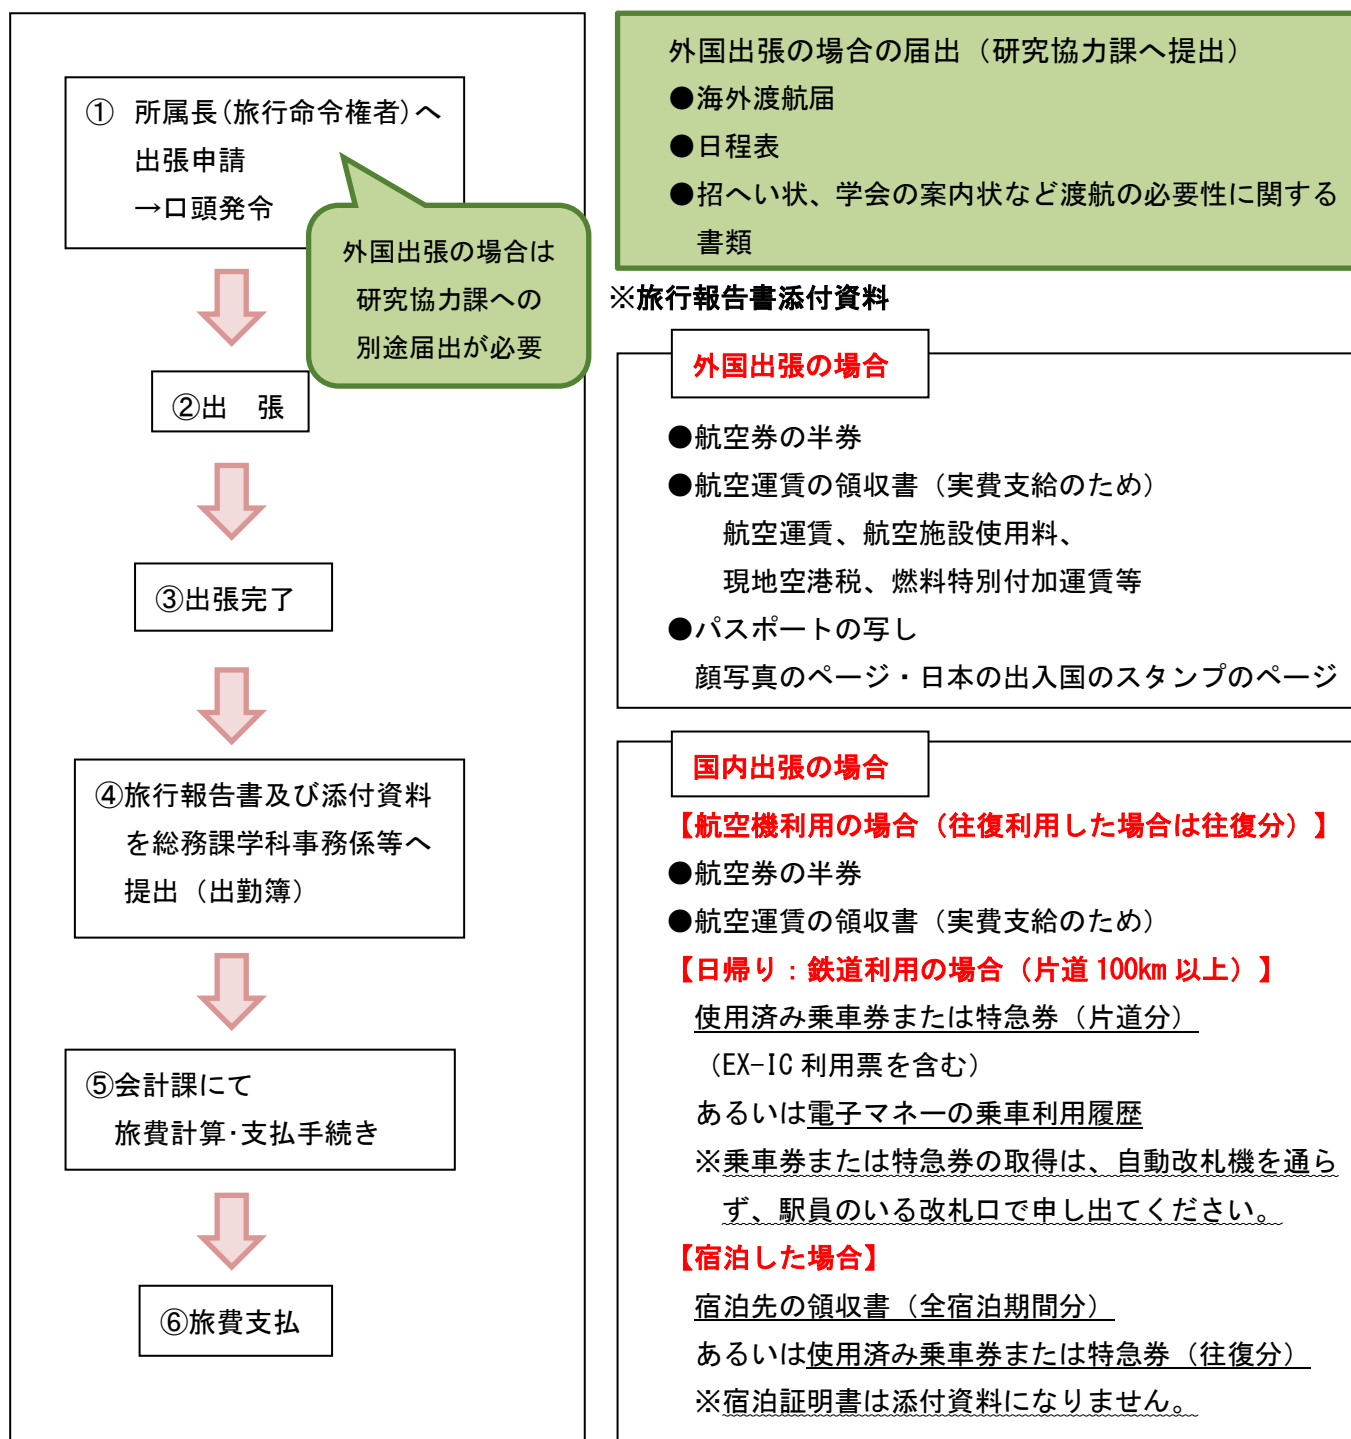 ① 所属長(旅行命令権者)へ
出張申請
→口頭発令
外国出張の場合は
研究協力課への
別途届出が必要
②出　張
③出張完了
④旅行報告書及び添付資料
を総務課学科事務係等へ
提出（出勤簿）
⑤会計課にて
旅費計算･支払手続き
⑥旅費支払
外国出張の場合の届出（研究協力課へ提出）
●海外渡航届
●日程表
●招へい状、学会の案内状など渡航の必要性に関する
書類
※旅行報告書添付資料
外国出張の場合
●航空券の半券
●航空運賃の領収書（実費支給のため）
航空運賃、航空施設使用料、
現地空港税、燃料特別付加運賃等
●パスポートの写し
顔写真のページ・日本の出入国のスタンプのページ
国内出張の場合
【航空機利用の場合（往復利用した場合は往復分）】
●航空券の半券
●航空運賃の領収書（実費支給のため）
【日帰り：鉄道利用の場合（片道100km以上）】
使用済み乗車券または特急券（片道分）
（EX-IC利用票を含む）
あるいは電子マネーの乗車利用履歴
※乗車券または特急券の取得は、自動改札機を通ら
ず、駅員のいる改札口で申し出てください。
【宿泊した場合】
宿泊先の領収書（全宿泊期間分）
あるいは使用済み乗車券または特急券（往復分）
※宿泊証明書は添付資料になりません。